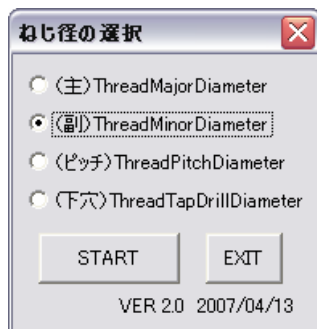 ねじ径の選択
(主)ThreadMajorDiameter
(副)ThreadMinorDiameter
(ピッチ)ThreadPitchDiameter
(下穴)ThreadTapDrillDiameter
START EXIT
VER 2.0 2007/04/13